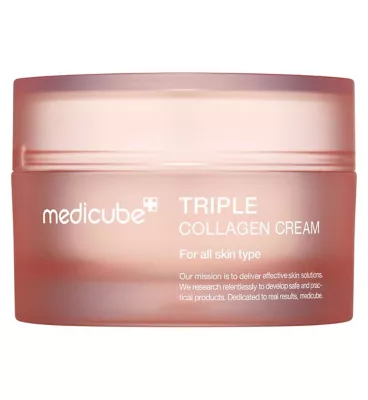 medicube
TRIPLE
COLLAGEN CREAM
For all skin type
Our mission is to deliver effective skin solutions.
We research relentlessly to develop safe and prac-
tical products. Dedicated to real results, medicube.